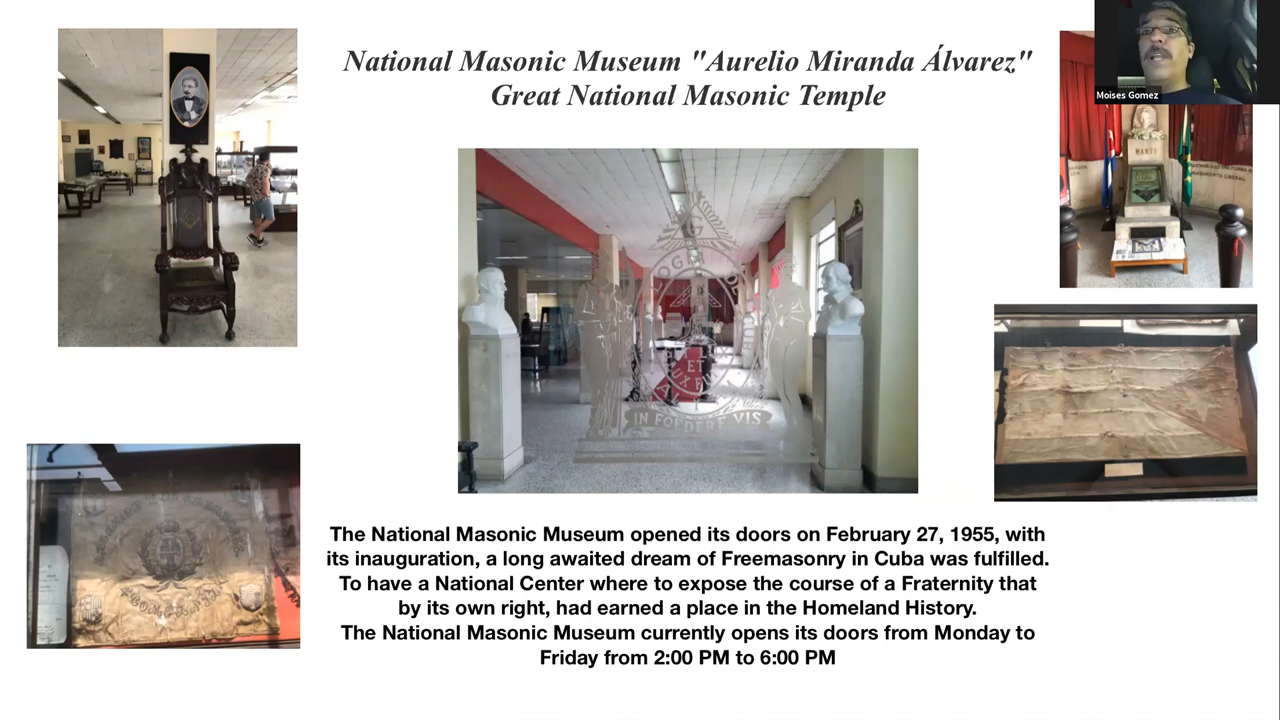 National Masonic Museum "Aurelio Miranda Álvarez"
Great National Masonic Temple
Moises Gomez
MARTI
G
ET
LUX
IN FOEDERE VIS
The National Masonic Museum opened its doors on February 27, 1955, with
its inauguration, a long awaited dream of Freemasonry in Cuba was fulfilled.
To have a National Center where to expose the course of a Fraternity that
by its own right, had earned a place in the Homeland History.
The National Masonic Museum currently opens its doors from Monday to
Friday from 2:00 PM to 6:00 PM